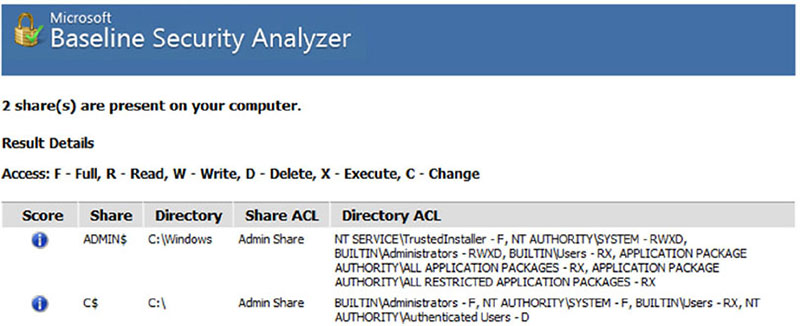 Microsoft
Baseline Security Analyzer
2 share(s) are present on your computer.
Result Details
Access: F - Full, R - Read, W - Write, D - Delete, X - Execute, C - Change
Score Share Directory Share ACL Directory ACL
ADMIN$ C:\Windows Admin Share NT SERVICE\TrustedInstaller - F, NT AUTHORITY\SYSTEM - RWXD,
BUILTIN\Administrators - RWXD, BUILTIN\Users - RX, APPLICATION PACKAGE
AUTHORITY\ALL APPLICATION PACKAGES - RX, APPLICATION PACKAGE
AUTHORITY\ALL RESTRICTED APPLICATION PACKAGES - RX
C$ C:\ Admin Share BUILTIN\Administrators - F, NT AUTHORITY\SYSTEM - F, BUILTIN\Users - RX, NT
AUTHORITY\Authenticated Users - D